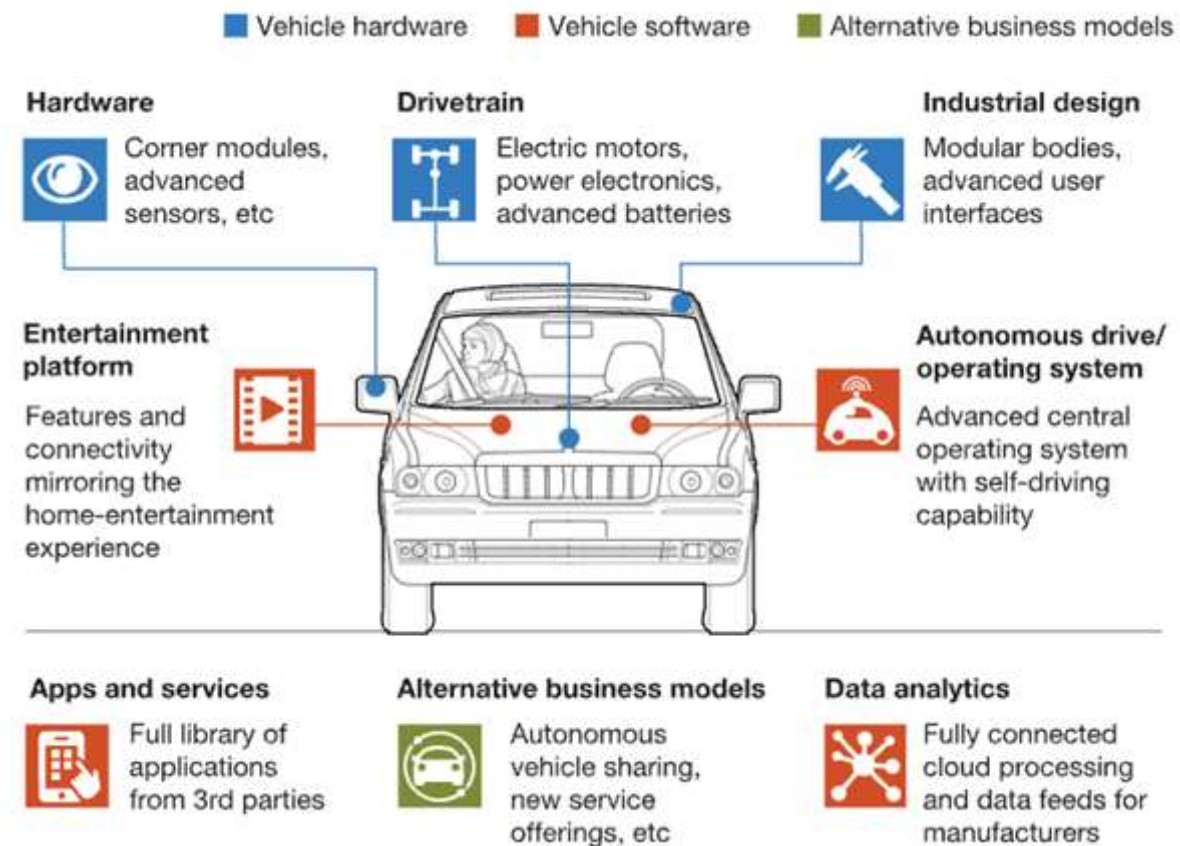 Vehicle hardware
Vehicle software
Alternative business models
Hardware
Corner modules,
advanced
sensors, etc
Drivetrain
Electric motors,
power electronics,
advanced batteries
Industrial design
Modular bodies,
advanced user
interfaces
Entertainment
platform
Features and
connectivity
mirroring the
home-entertainment
experience
Autonomous drive/
operating system
Advanced central
operating system
with self-driving
capability
Apps and services
Full library of
applications
from 3rd parties
Alternative business models
Autonomous
vehicle sharing,
new service
offerings, etc
Data analytics
Fully connected
cloud processing
and data feeds for
manufacturers